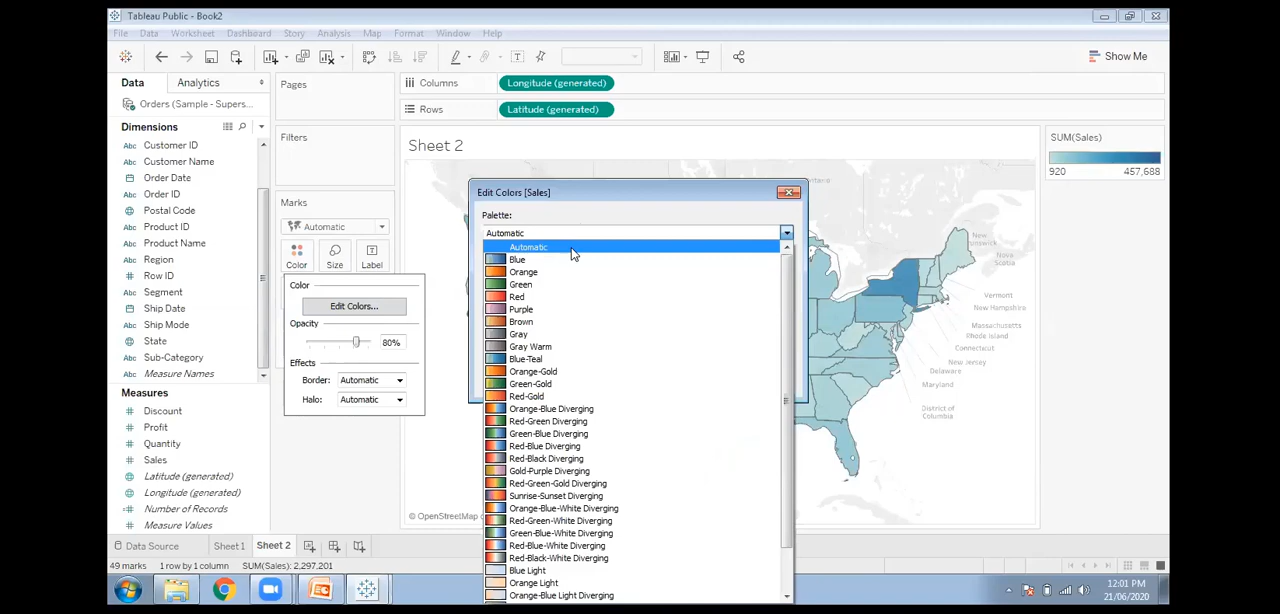 Tableau Public - Book2
File Data Worksheet Dashboard Story Analysis Map Format Window Help
Show Me
Data Analytics
Orders (Sample - Supers...
Dimensions
Customer ID
Customer Name
Order Date
Order ID
Postal Code
Product ID
Product Name
Region
Row ID
Segment
Ship Date
Ship Mode
State
Sub-Category
Measure Names
Measures
Discount
Profit
Quantity
Sales
Latitude (generated)
Longitude (generated)
Number of Records
Measure Values
Pages
Filters
Marks
Automatic
Color Size Label
Color
Edit Colors...
Opacity
80%
Effects
Border: Automatic
Halo: Automatic
Columns Longitude (generated)
Rows Latitude (generated)
Sheet 2
Edit Colors [Sales]
Palette:
Automatic
Automatic
Blue
Orange
Green
Red
Purple
Brown
Gray
Gray Warm
Blue-Teal
Orange-Gold
Green-Gold
Red-Gold
Orange-Blue Diverging
Red-Green Diverging
Green-Blue Diverging
Red-Blue Diverging
Red-Black Diverging
Gold-Purple Diverging
Red-Green-Gold Diverging
Sunrise-Sunset Diverging
Orange-Blue-White Diverging
Red-Green-White Diverging
Green-Blue-White Diverging
Red-Blue-White Diverging
Red-Black-White Diverging
Blue Light
Orange Light
Orange-Blue Light Diverging
New
Brunswick
Nova
Scotia
Vermont
New Hampshire
Massachusetts
Rhode Island
Connecticut
New Jersey
Delaware
Maryland
District of
Columbia
© OpenStreetMap
SUM(Sales)
920 457,688
Data Source Sheet 1 Sheet 2
49 marks 1 row by 1 column SUM(Sales): 2,297,201
12:01 PM
21/06/2020